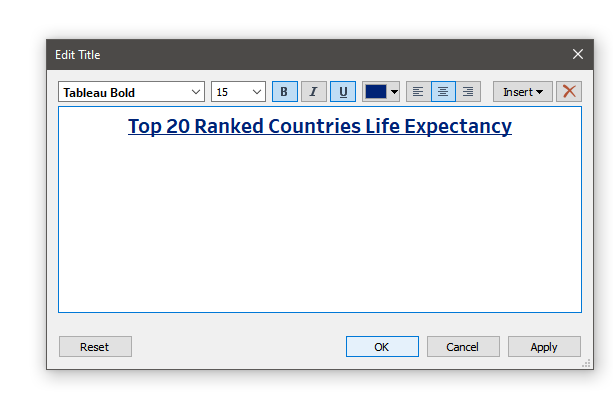 Edit Title
Tableau Bold 15 B I U Insert
Top 20 Ranked Countries Life Expectancy
Reset OK Cancel Apply